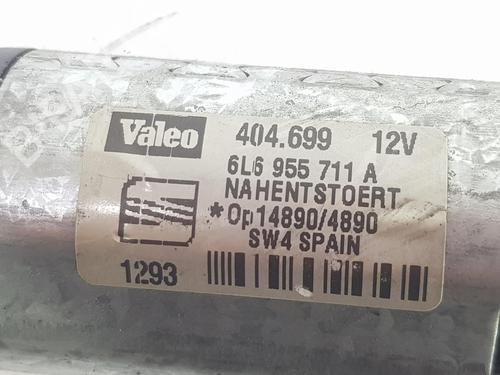 Valeo 404.699 12V
6L6 955 711 A
NAHENTSTOERT
*Op14890/4890
SW4 SPAIN
1293